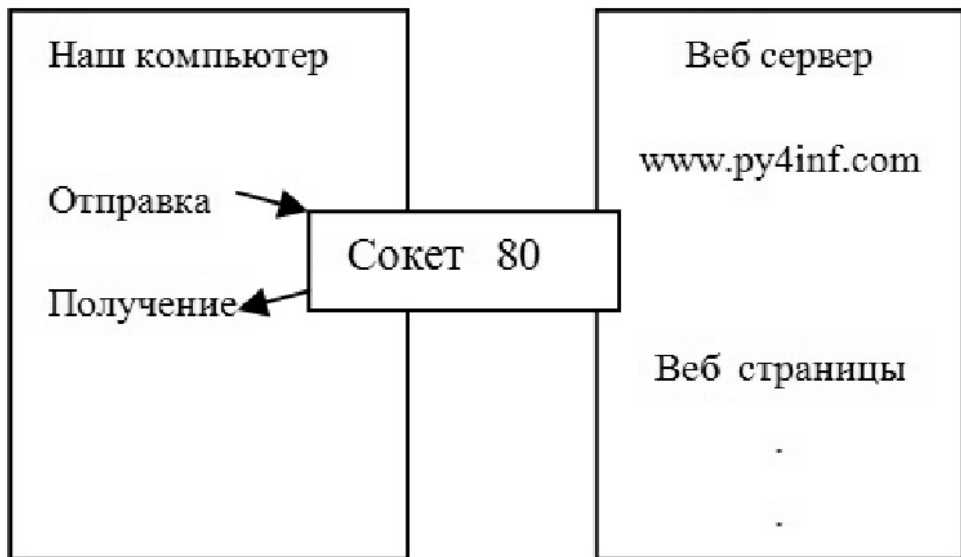 Наш компьютер
Отправка
Получение
Сокет 80
Веб сервер
www.py4inf.com
Веб страницы
.
.